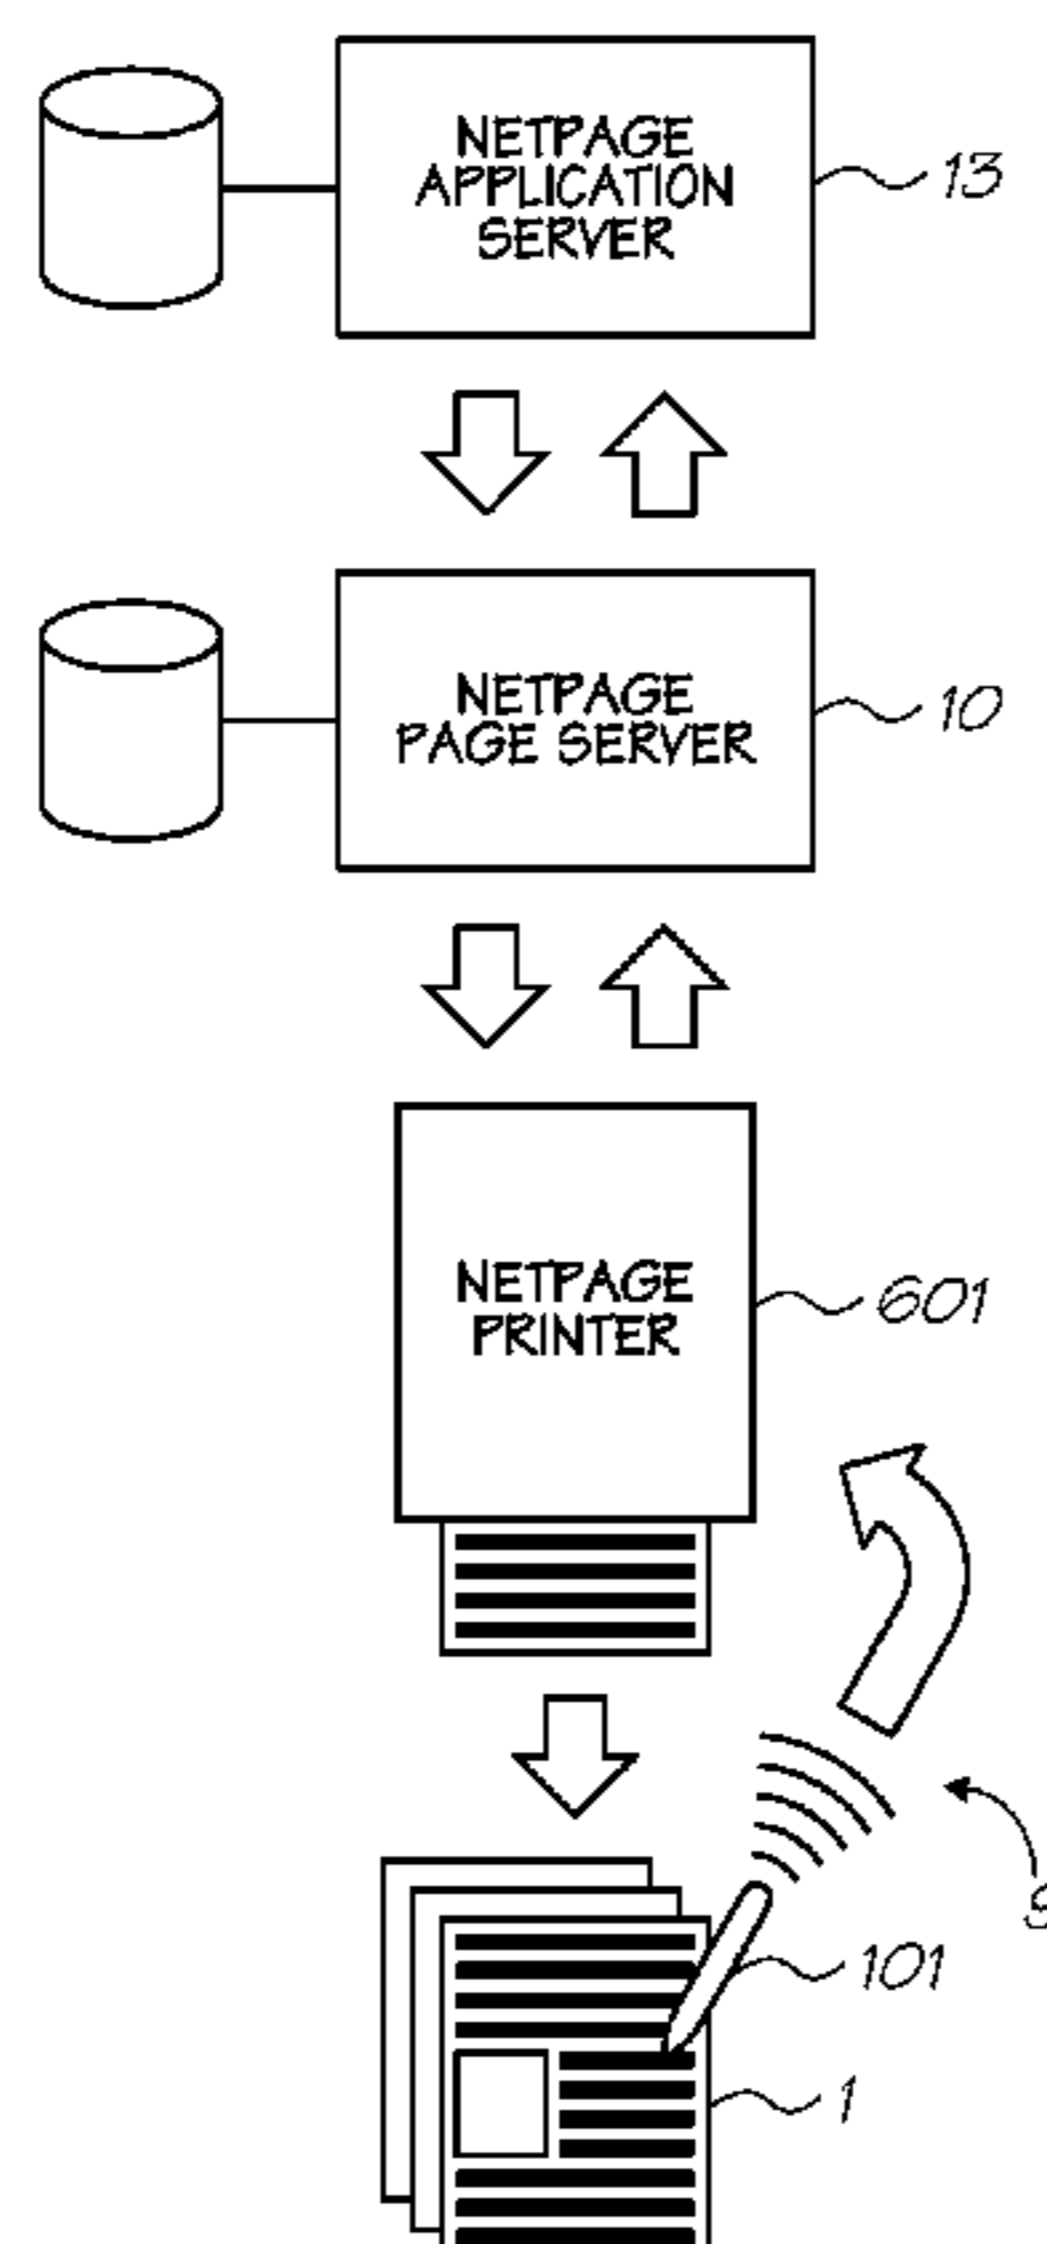 NETPAGE
APPLICATION
SERVER
13
NETPAGE
PAGE SERVER
10
NETPAGE
PRINTER
601
101
1